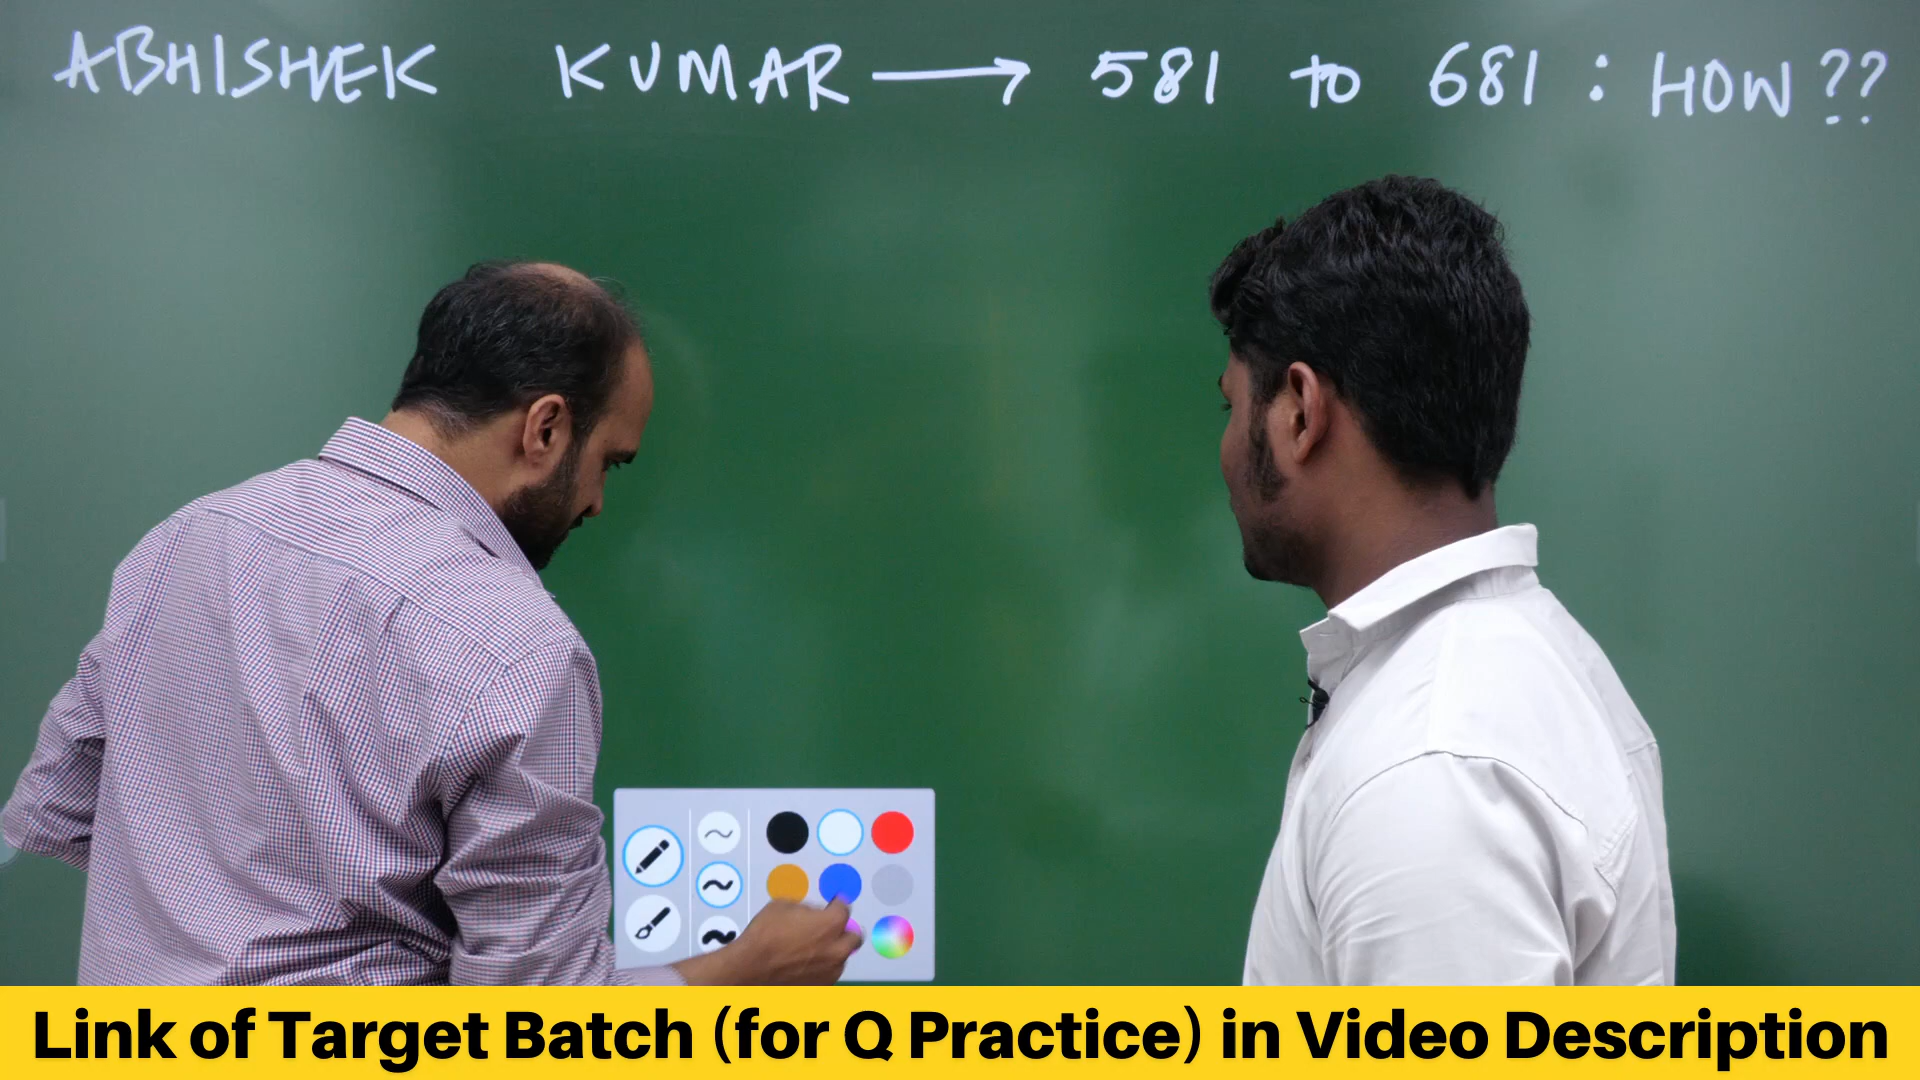 ABHISHEK KUMAR → 581 to 681 : HOW ??
Link of Target Batch (for Q Practice) in Video Description